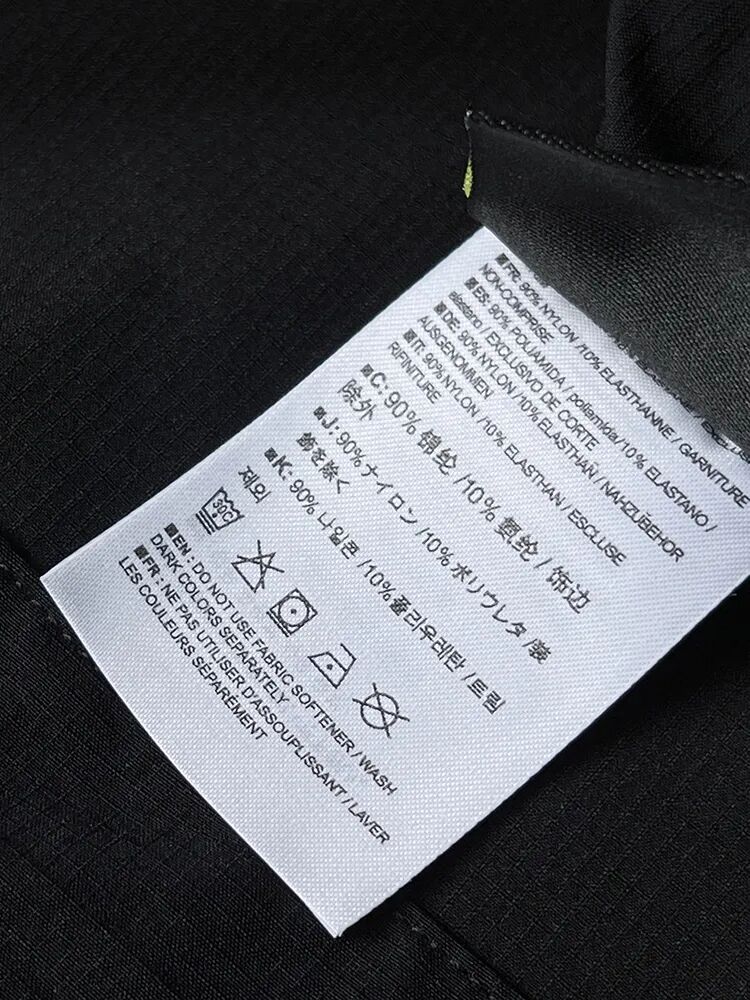 ■FR: 90% NYLON /10% ELASTHANNE / GARNITURE
NON-COMPRISE
■ES: 90% POLIAMIDA / poliamida/10% ELASTANO /
elastano / EXCLUSIVO DE CORTE
■DE: 90% NYLON /10% ELASTHAN / NAHZUBEHOR
AUSGENOMMEN
■IT: 90% NYLON /10% ELASTHAN / ESCLUSE
RIFINITURE
■C: 90% 锦纶 /10% 氨纶 / 饰边
除外
■J: 90%ナイロン /10%ポリウレタ /装
飾を除く
■K: 90% 나일론 /10%폴리우레탄 /트림
제외
30C
■EN : DO NOT USE FABRIC SOFTENER / WASH
DARK COLORS SEPARATELY
■FR : NE PAS UTILISER D'ASSOUPLISSANT / LAVER
LES COULEURS SÉPARÉMENT